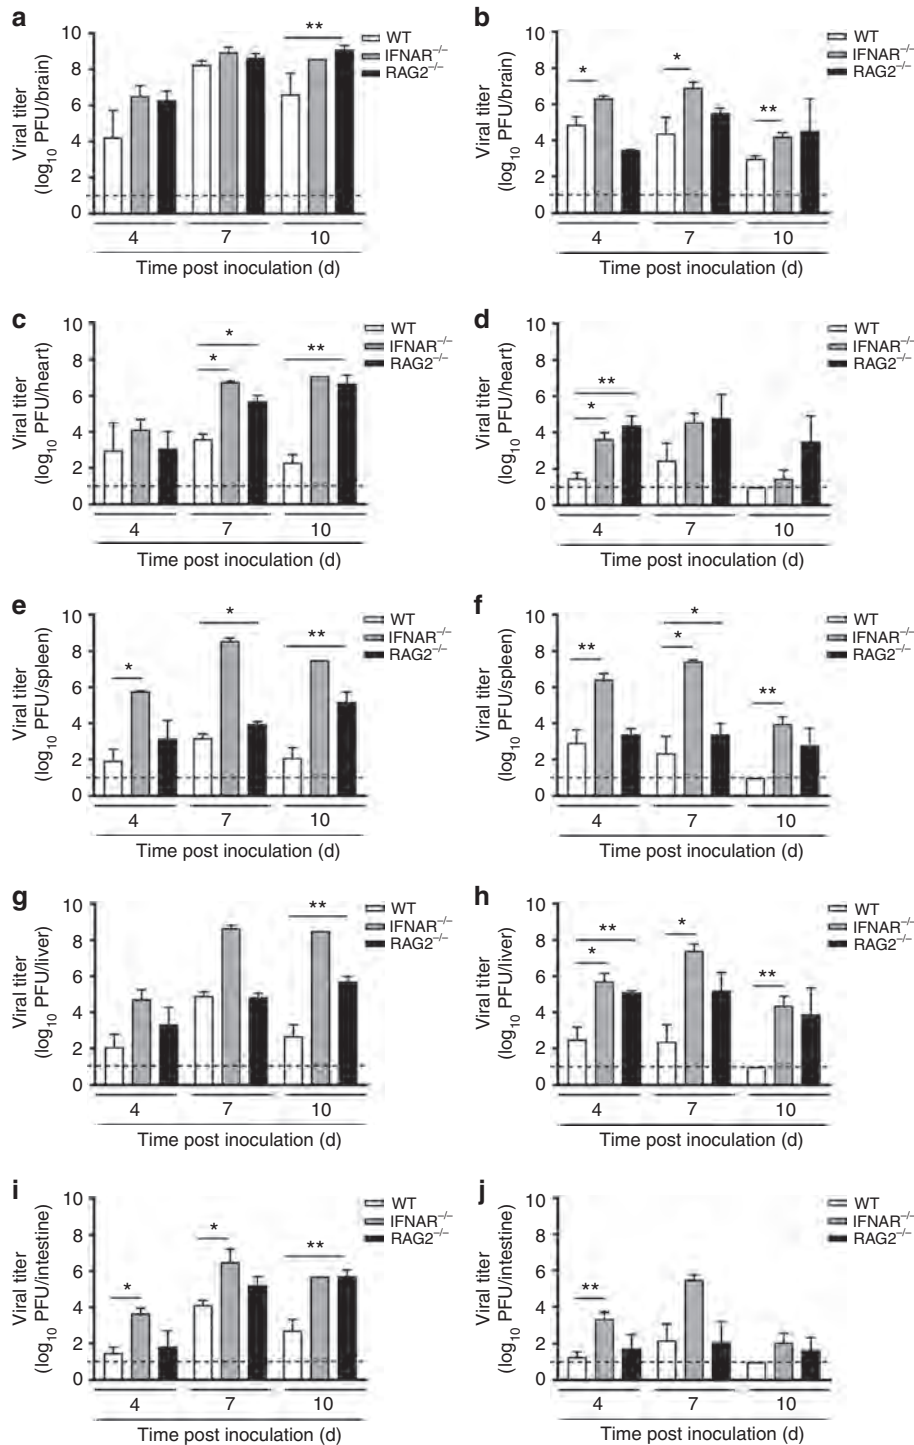 a
Viral titer
(log10 PFU/brain)
10
8
6
4
2
0
** 
WT
IFNAR−/−
RAG2−/−
4 7 10
Time post inoculation (d)
b
Viral titer
(log10 PFU/brain)
10
8
6
4
2
0
* * **
WT
IFNAR−/−
RAG2−/−
4 7 10
Time post inoculation (d)
c
Viral titer
(log10 PFU/heart)
10
8
6
4
2
0
*
* **
WT
IFNAR−/−
RAG2−/−
4 7 10
Time post inoculation (d)
d
Viral titer
(log10 PFU/heart)
10
8
6
4
2
0
**
*
WT
IFNAR−/−
RAG2−/−
4 7 10
Time post inoculation (d)
e
Viral titer
(log10 PFU/spleen)
10
8
6
4
2
0
* * **
WT
IFNAR−/−
RAG2−/−
4 7 10
Time post inoculation (d)
f
Viral titer
(log10 PFU/spleen)
10
8
6
4
2
0
*
** * **
WT
IFNAR−/−
RAG2−/−
4 7 10
Time post inoculation (d)
g
Viral titer
(log10 PFU/liver)
10
8
6
4
2
0
**
WT
IFNAR−/−
RAG2−/−
4 7 10
Time post inoculation (d)
h
Viral titer
(log10 PFU/liver)
10
8
6
4
2
0
** *
* **
WT
IFNAR−/−
RAG2−/−
4 7 10
Time post inoculation (d)
i
Viral titer
(log10 PFU/intestine)
10
8
6
4
2
0
* * **
WT
IFNAR−/−
RAG2−/−
4 7 10
Time post inoculation (d)
j
Viral titer
(log10 PFU/intestine)
10
8
6
4
2
0
**
WT
IFNAR−/−
RAG2−/−
4 7 10
Time post inoculation (d)